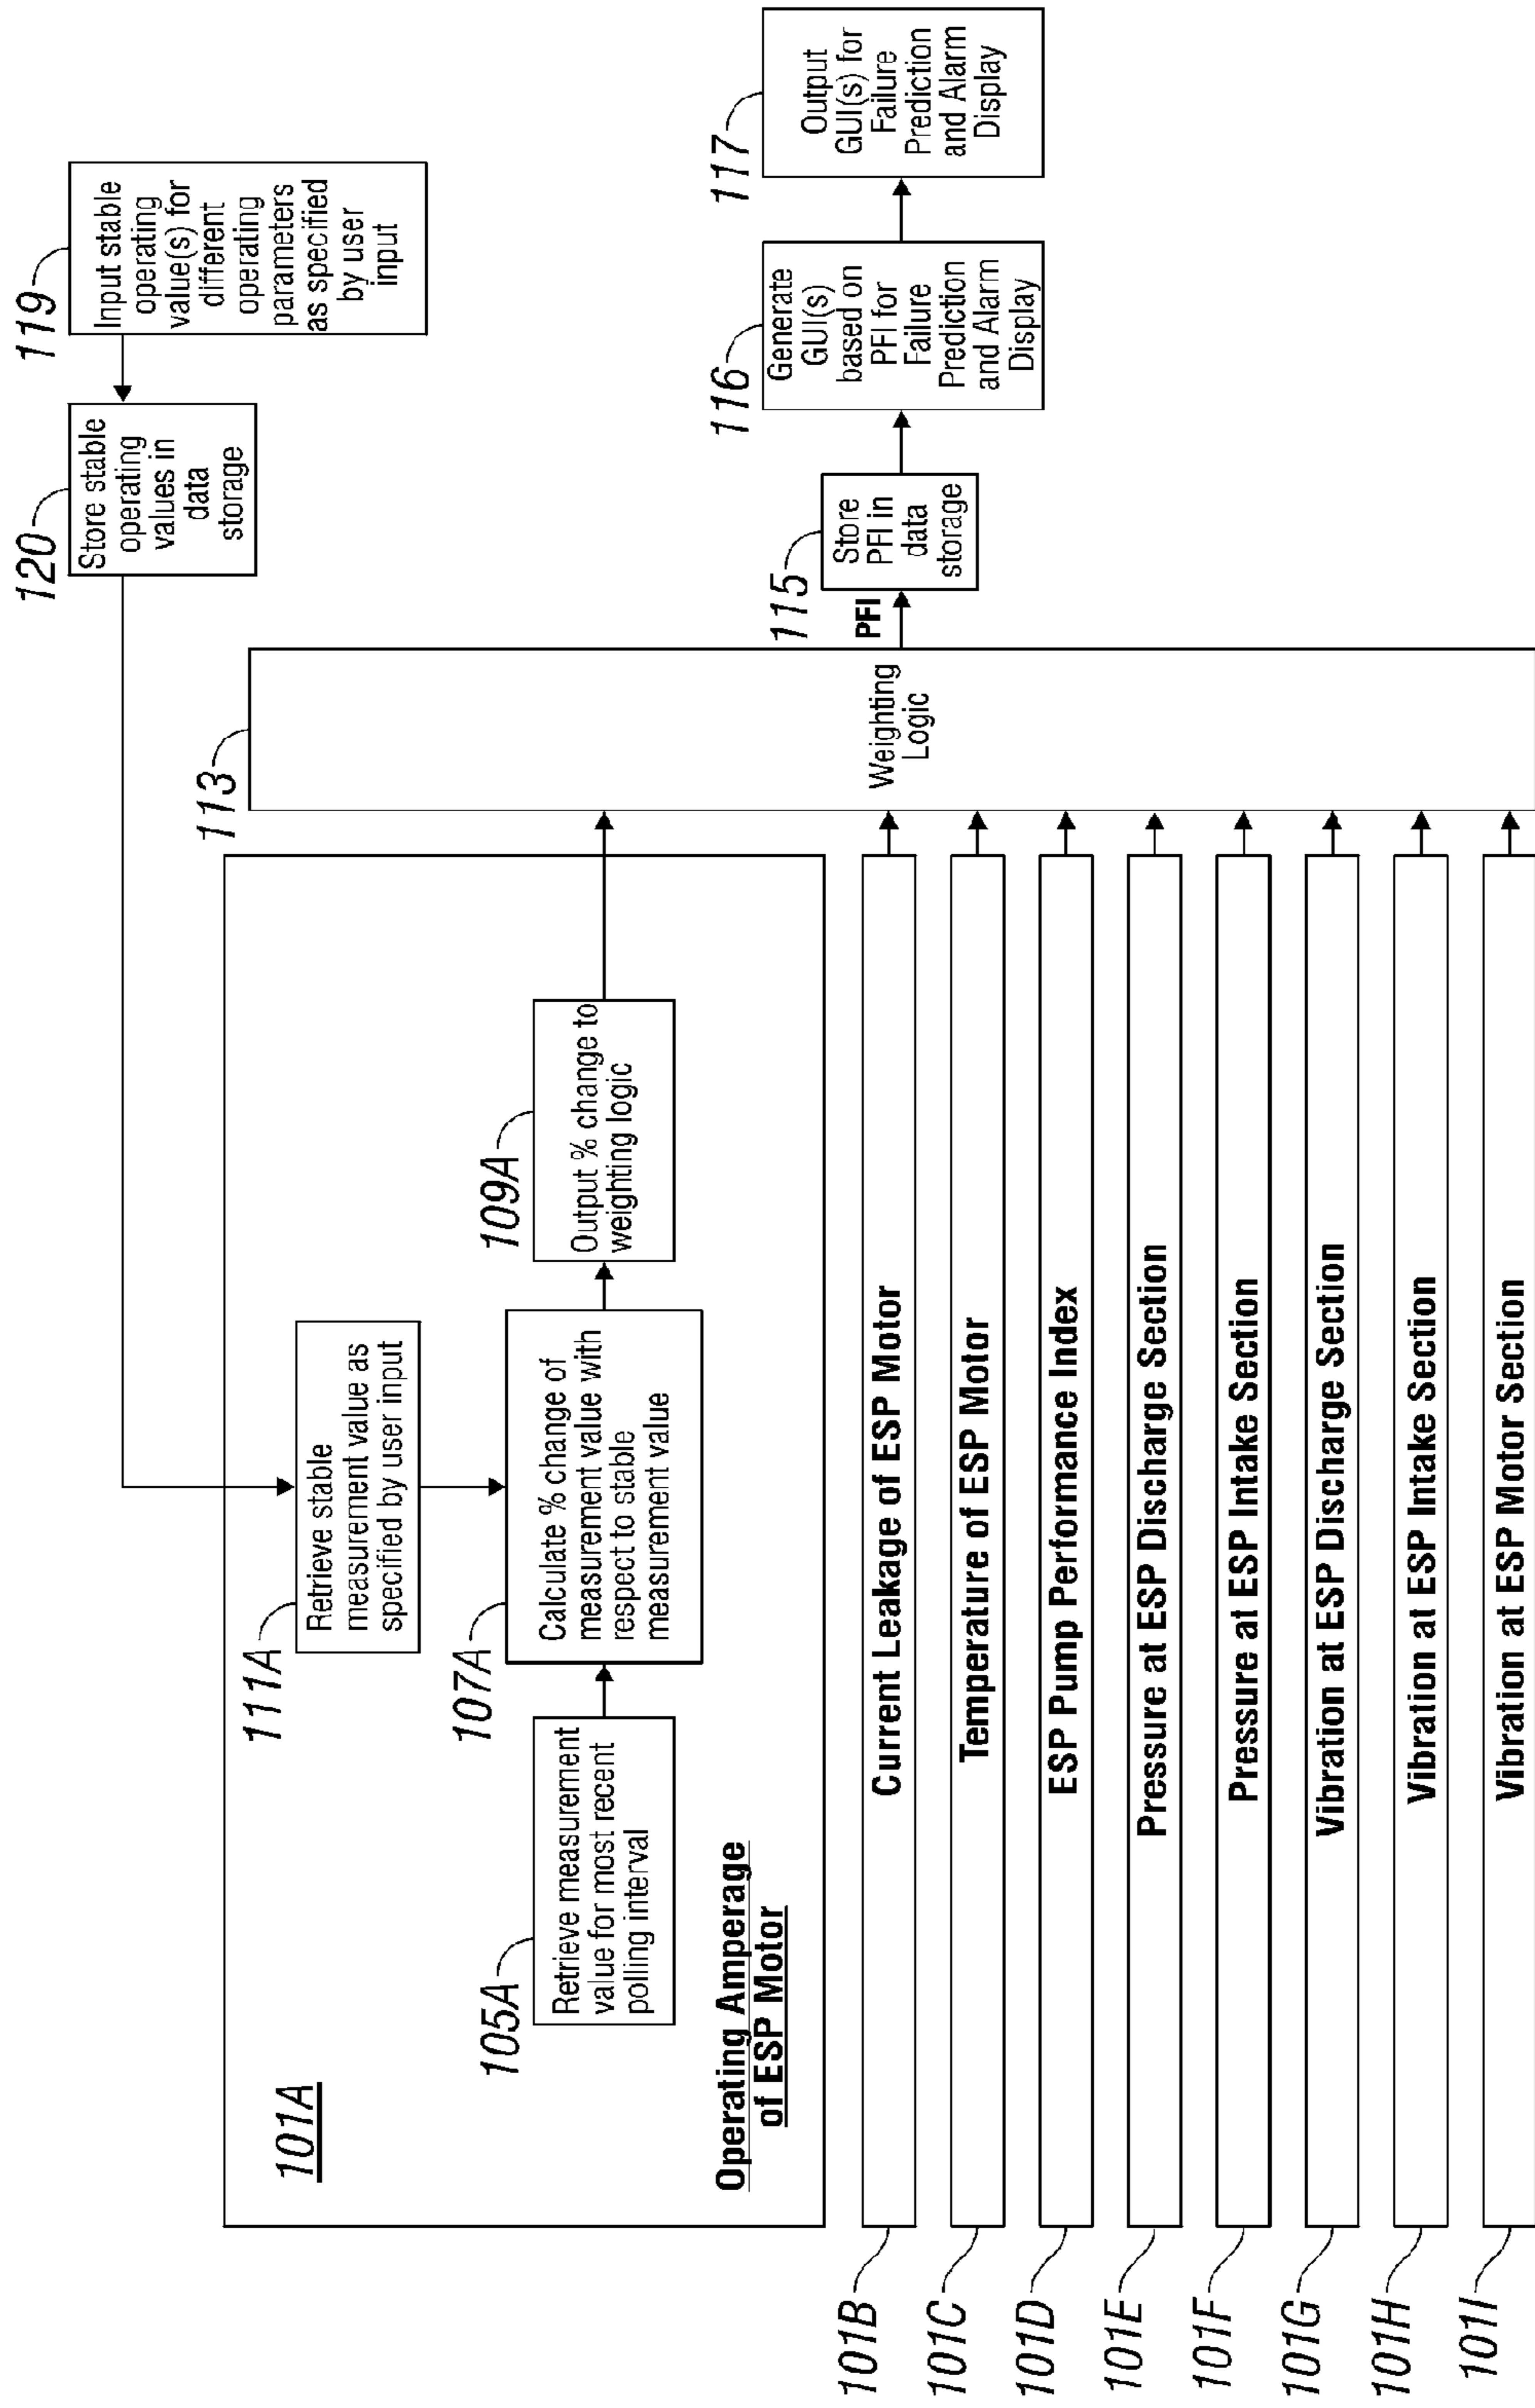 119
Input stable
operating
value(s) for
different
operating
parameters
as specified
by user
input
120
Store stable
operating
values in
data
storage
101A
111A
Retrieve stable
measurement value as
specified by user input
105A
Retrieve measurement
value for most recent
polling interval
107A
Calculate % change of
measurement value with
respect to stable
measurement value
109A
Output % change to
weighting logic
Operating Amperage
of ESP Motor
113
Weighting
Logic
PFI
115
Store
PFI in
data
storage
116
Generate
GUI(s)
based on
PFI for
Failure
Prediction
and Alarm
Display
117
Output
GUI(s) for
Failure
Prediction
and Alarm
Display
101B
Current Leakage of ESP Motor
101C
Temperature of ESP Motor
101D
ESP Pump Performance Index
101E
Pressure at ESP Discharge Section
101F
Pressure at ESP Intake Section
101G
Vibration at ESP Discharge Section
101H
Vibration at ESP Intake Section
101I
Vibration at ESP Motor Section